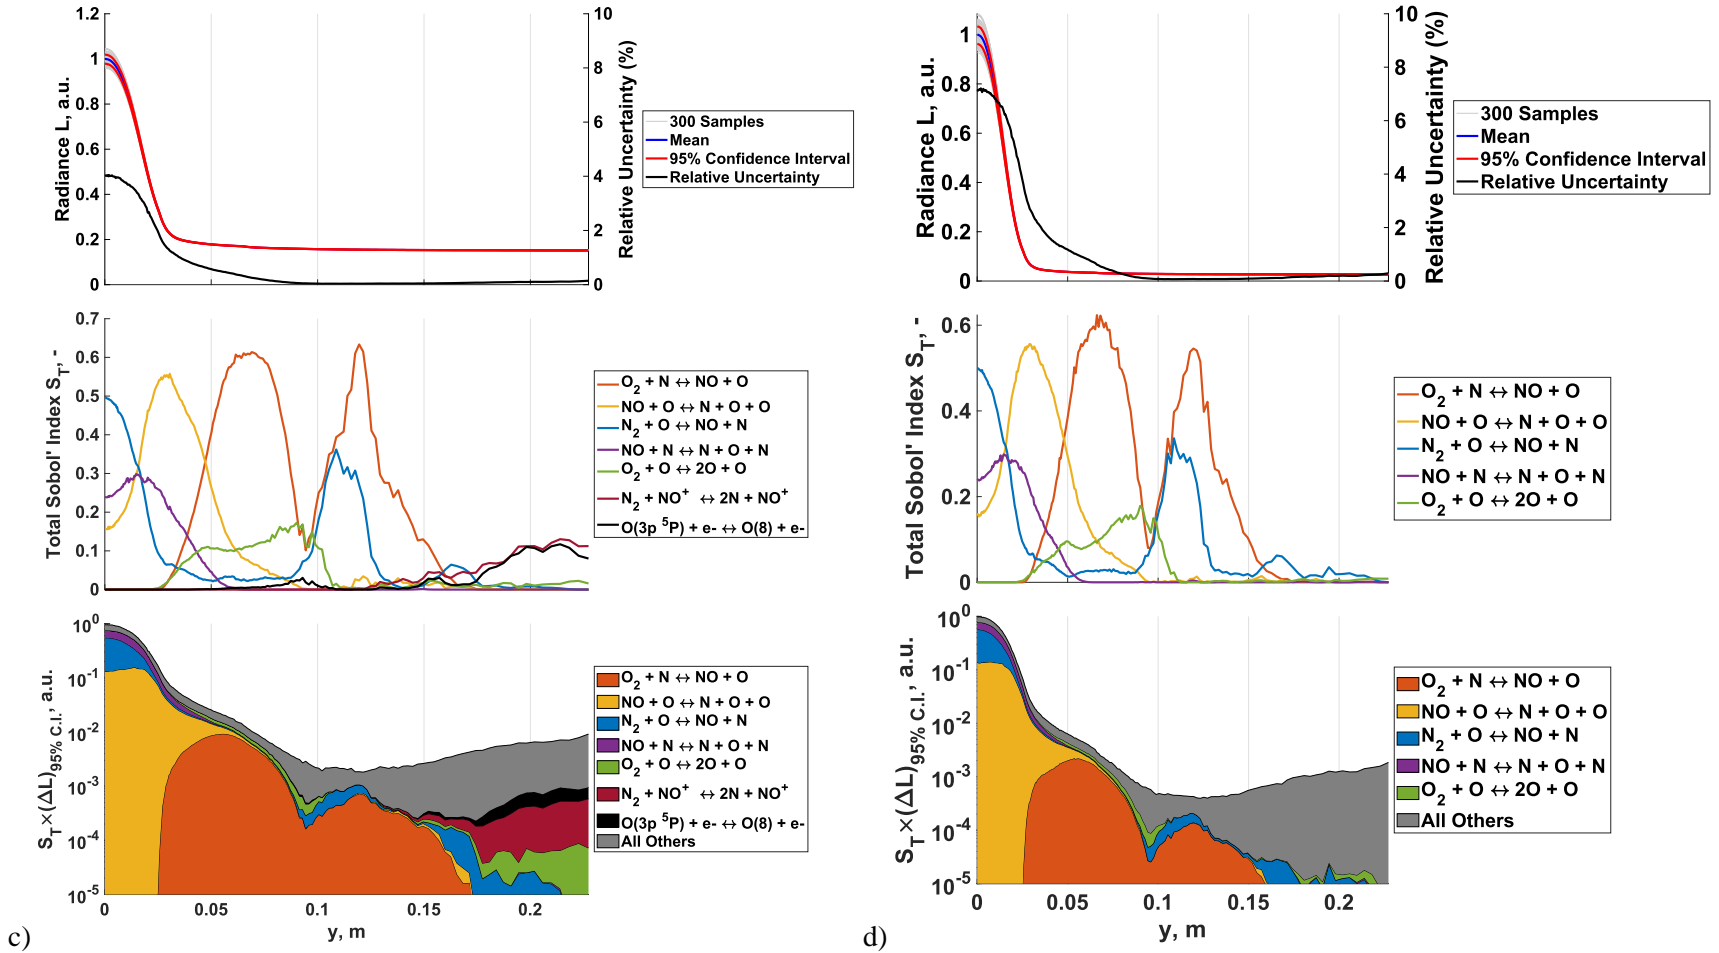 1.2
1
0.8
0.6
0.4
0.2
0
Radiance L, a.u.
10
8
6
4
2
0
Relative Uncertainty (%)
300 Samples
Mean
95% Confidence Interval
Relative Uncertainty
0.7
0.6
0.5
0.4
0.3
0.2
0.1
0
Total Sobol' Index S_T, -
O₂ + N ↔ NO + O
NO + O ↔ N + O + O
N₂ + O ↔ NO + N
NO + N ↔ N + O + N
O₂ + O ↔ 2O + O
N₂ + NO⁺ ↔ 2N + NO⁺
O(3p ⁵P) + e- ↔ O(8) + e-
10⁰
10⁻¹
10⁻²
10⁻³
10⁻⁴
10⁻⁵
S_T×(ΔL)95% C.I., a.u.
O₂ + N ↔ NO + O
NO + O ↔ N + O + O
N₂ + O ↔ NO + N
NO + N ↔ N + O + N
O₂ + O ↔ 2O + O
N₂ + NO⁺ ↔ 2N + NO⁺
O(3p ⁵P) + e- ↔ O(8) + e-
All Others
0 0.05 0.1 0.15 0.2
y, m
c)
1
0.8
0.6
0.4
0.2
0
Radiance L, a.u.
10
8
6
4
2
0
Relative Uncertainty (%)
300 Samples
Mean
95% Confidence Interval
Relative Uncertainty
0.6
0.4
0.2
0
Total Sobol' Index S_T, -
O₂ + N ↔ NO + O
NO + O ↔ N + O + O
N₂ + O ↔ NO + N
NO + N ↔ N + O + N
O₂ + O ↔ 2O + O
10⁰
10⁻¹
10⁻²
10⁻³
10⁻⁴
10⁻⁵
S_T×(ΔL)95% C.I., a.u.
O₂ + N ↔ NO + O
NO + O ↔ N + O + O
N₂ + O ↔ NO + N
NO + N ↔ N + O + N
O₂ + O ↔ 2O + O
All Others
0 0.05 0.1 0.15 0.2
y, m
d)